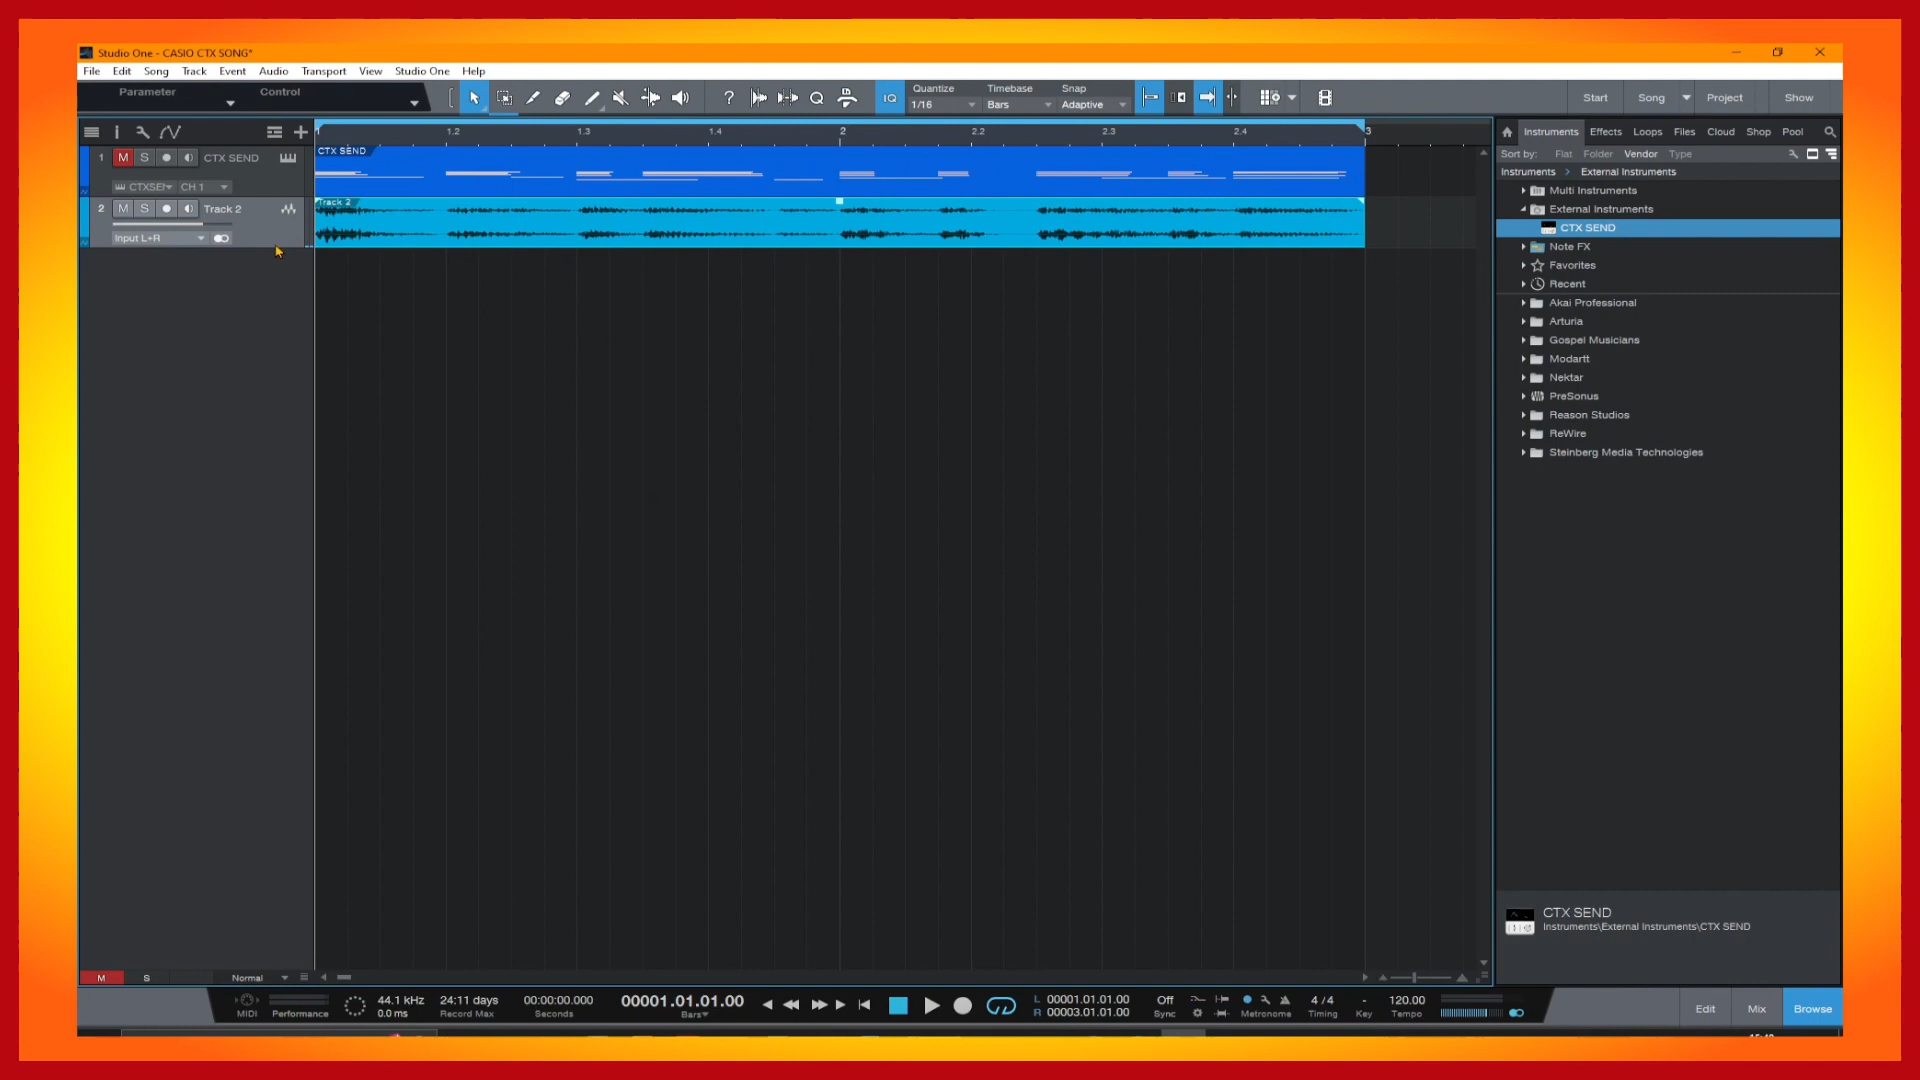 Studio One - CASIO CTX SONG*
File Edit Song Track Event Audio Transport View Studio One Help
Parameter Control
IQ
Quantize Timebase Snap
1/16 Bars Adaptive
Start Song Project Show
1.2 1.3 1.4 2 2.2 2.3 2.4 3
Instruments Effects Loops Files Cloud Shop Pool
Sort by: Flat Folder Vendor Type
Instruments > External Instruments
1 M S CTX SEND
CTXSEI CH 1
2 M S Track 2
Input L+R
CTX SEND
Track 2
Multi Instruments
External Instruments
CTX SEND
Note FX
Favorites
Recent
Akai Professional
Arturia
Gospel Musicians
Modartt
Nektar
PreSonus
Reason Studios
ReWire
Steinberg Media Technologies
CTX SEND
Instruments\External Instruments\CTX SEND
M S Normal
MIDI Performance
44.1 kHz
0.0 ms
24:11 days
Record Max
00:00:00.000
Seconds
00001.01.01.00
Bars
L 00001.01.01.00
R 00003.01.01.00
Off
Sync
Metronome
4 / 4
Timing
-
Key
120.00
Tempo
Edit Mix Browse